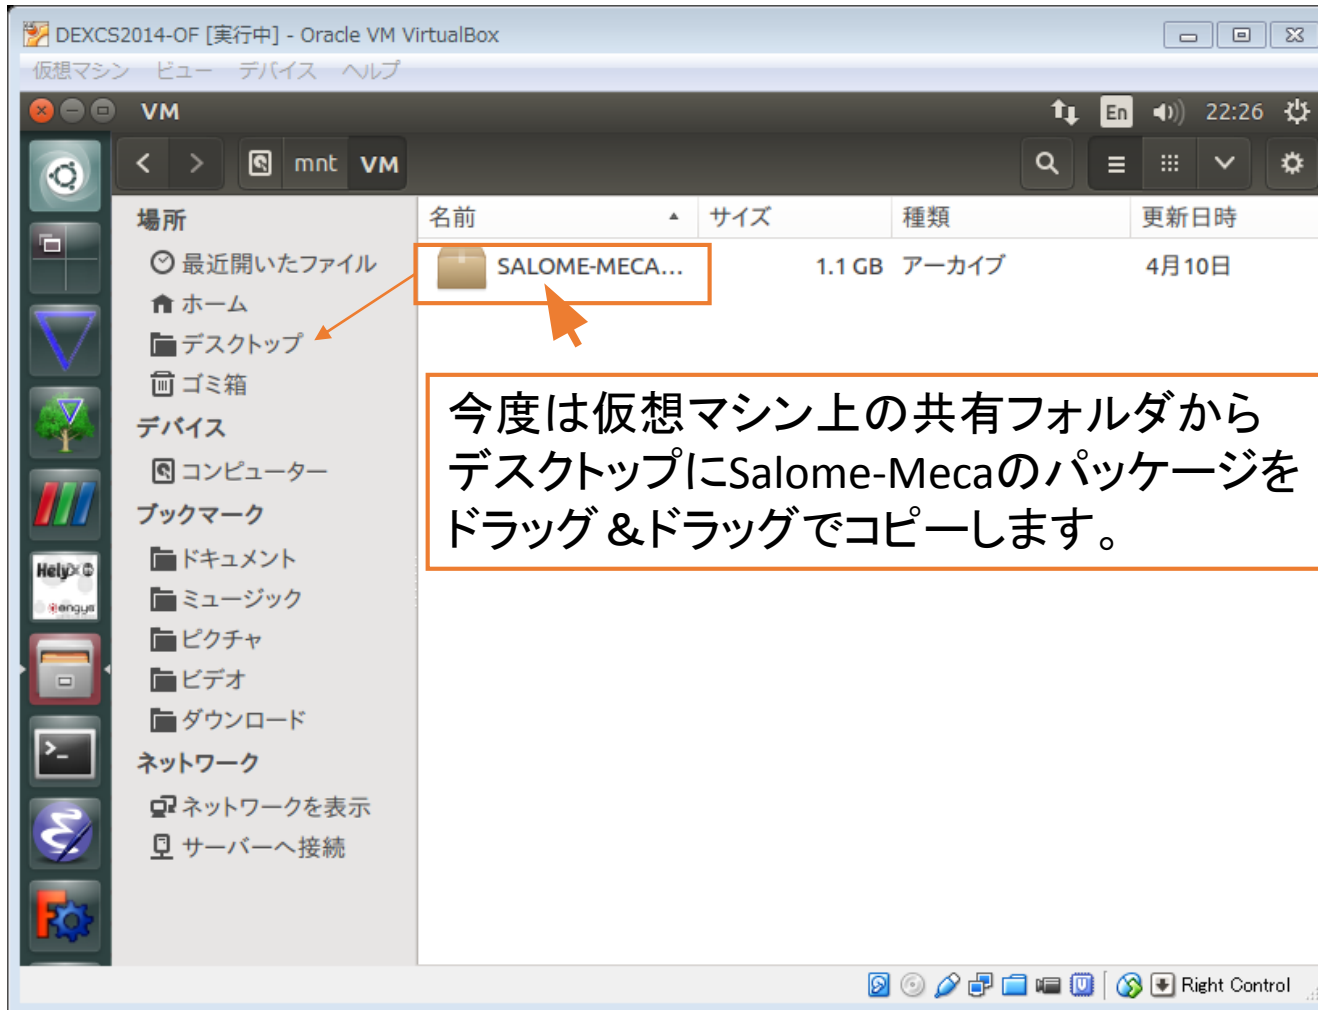 DEXCS2014-OF [実行中] - Oracle VM VirtualBox
仮想マシン ビュー デバイス ヘルプ
VM En 22:26
mnt VM
場所
最近開いたファイル
ホーム
デスクトップ
ゴミ箱
デバイス
コンピューター
ブックマーク
ドキュメント
ミュージック
ピクチャ
ビデオ
ダウンロード
ネットワーク
ネットワークを表示
サーバーへ接続
名前 サイズ 種類 更新日時
SALOME-MECA... 1.1 GB アーカイブ 4月10日
今度は仮想マシン上の共有フォルダから
デスクトップにSalome-Mecaのパッケージを
ドラッグ&ドラッグでコピーします。
Helyx
engys
Right Control